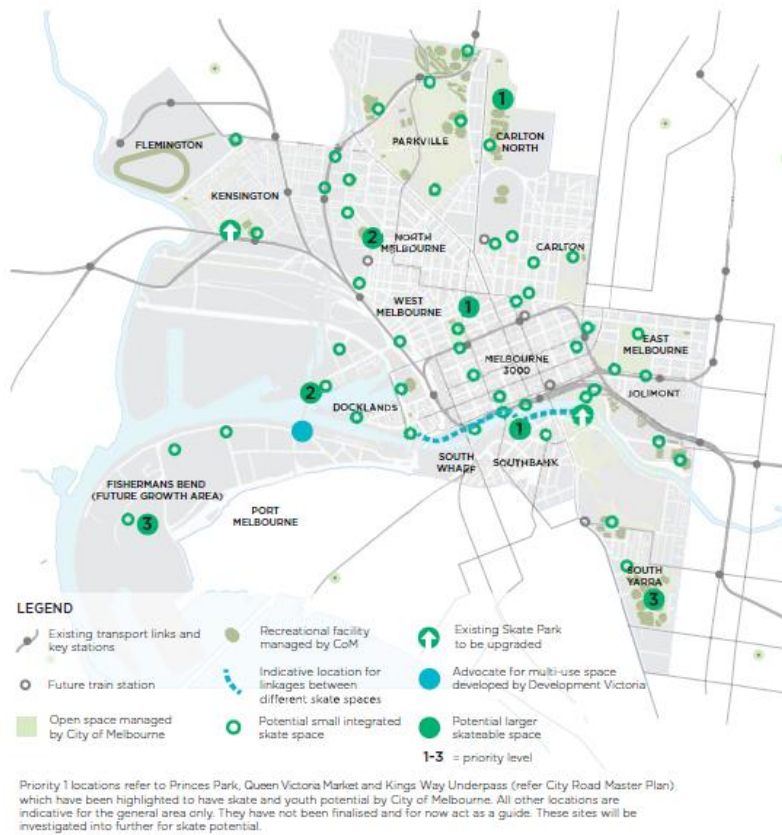 1
PARKVILLE
CARLTON
NORTH
FLEMINGTON
KENSINGTON
2
NORTH
MELBOURNE
CARLTON
WEST
MELBOURNE
1
EAST
MELBOURNE
MELBOURNE
3000
JOLIMONT
2
DOCKLANDS
1
SOUTH
WHARF
SOUTHBANK
FISHERMANS BEND
(FUTURE GROWTH AREA)
PORT
MELBOURNE
3
SOUTH
YARRA
3
LEGEND
Existing transport links and
key stations
Future train station
Open space managed
by City of Melbourne
Recreational facility
managed by CoM
Indicative location for
linkages between
different skate spaces
Potential small integrated
skate space
Existing Skate Park
to be upgraded
Advocate for multi-use space
developed by Development Victoria
Potential larger
skateable space
1-3 = priority level
Priority 1 locations refer to Princes Park, Queen Victoria Market and Kings Way Underpass (refer City Road Master Plan)
which have been highlighted to have skate and youth potential by City of Melbourne. All other locations are
indicative for the general area only. They have not been finalised and for now act as a guide. These sites will be
investigated into further for skate potential.